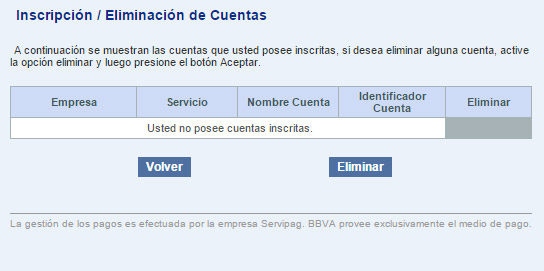 Inscripción / Eliminación de Cuentas
A continuación se muestran las cuentas que usted posee inscritas, si desea eliminar alguna cuenta, active
la opción eliminar y luego presione el botón Aceptar.
Empresa Servicio Nombre Cuenta Identificador Cuenta Eliminar
Usted no posee cuentas inscritas.
Volver Eliminar
La gestión de los pagos es efectuada por la empresa Servipag. BBVA provee exclusivamente el medio de pago.